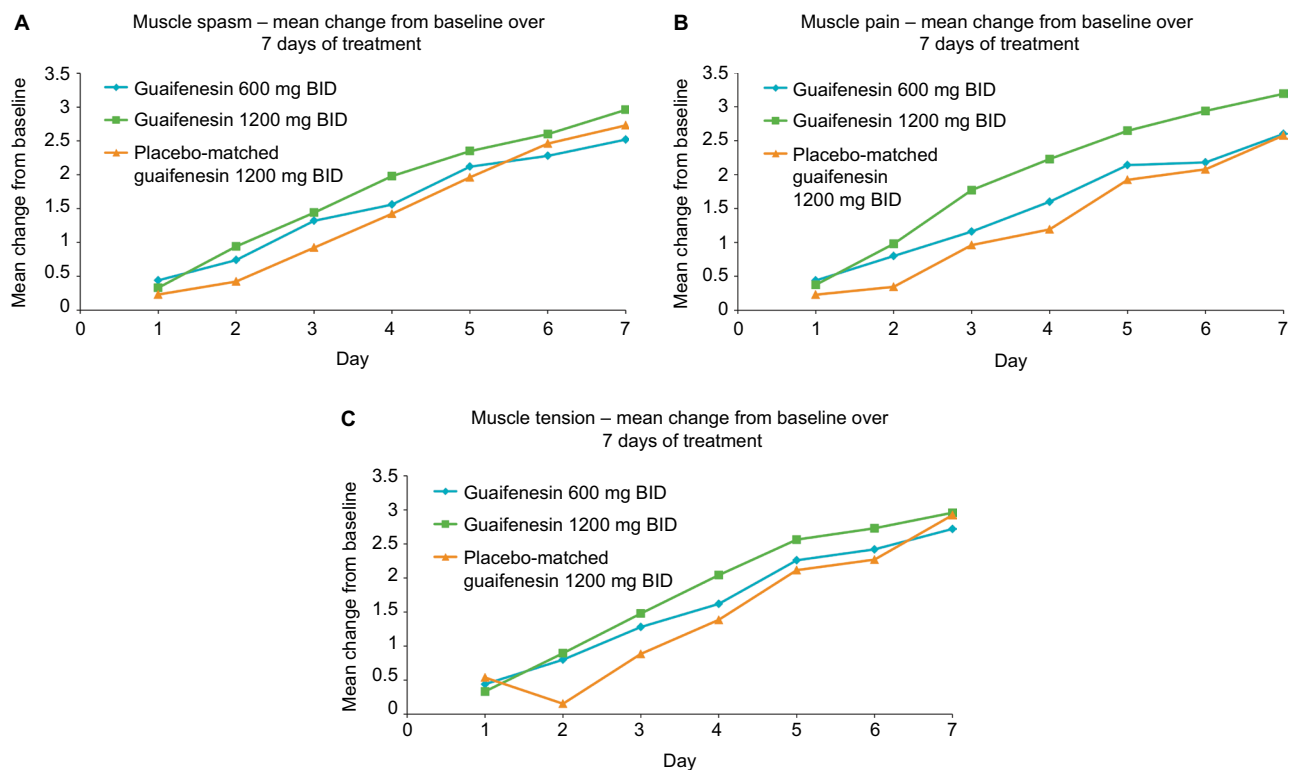 A
Muscle spasm – mean change from baseline over
7 days of treatment
Mean change from baseline
3.5
3
2.5
2
1.5
1
0.5
0
Guaifenesin 600 mg BID
Guaifenesin 1200 mg BID
Placebo-matched
guaifenesin 1200 mg BID
0 1 2 3 4 5 6 7
Day
B
Muscle pain – mean change from baseline over
7 days of treatment
Mean change from baseline
3.5
3
2.5
2
1.5
1
0.5
0
Guaifenesin 600 mg BID
Guaifenesin 1200 mg BID
Placebo-matched
guaifenesin
1200 mg BID
0 1 2 3 4 5 6 7
Day
C
Muscle tension – mean change from baseline over
7 days of treatment
Mean change from baseline
3.5
3
2.5
2
1.5
1
0.5
0
Guaifenesin 600 mg BID
Guaifenesin 1200 mg BID
Placebo-matched
guaifenesin 1200 mg BID
0 1 2 3 4 5 6 7
Day